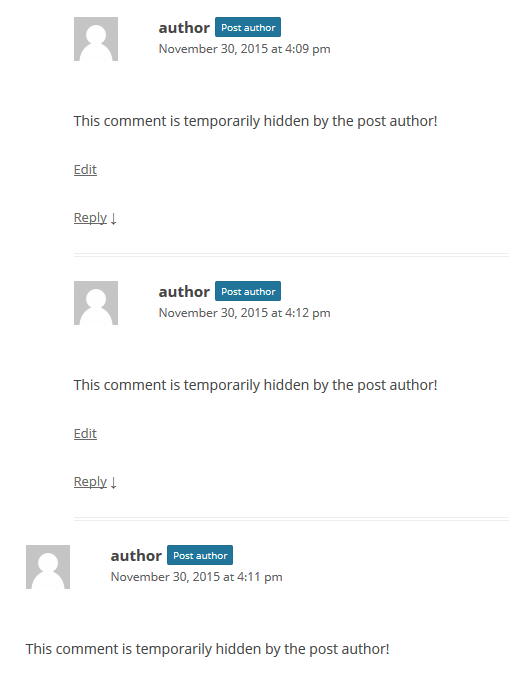 author Post author
November 30, 2015 at 4:09 pm
This comment is temporarily hidden by the post author!
Edit
Reply ↓
author Post author
November 30, 2015 at 4:12 pm
This comment is temporarily hidden by the post author!
Edit
Reply ↓
author Post author
November 30, 2015 at 4:11 pm
This comment is temporarily hidden by the post author!